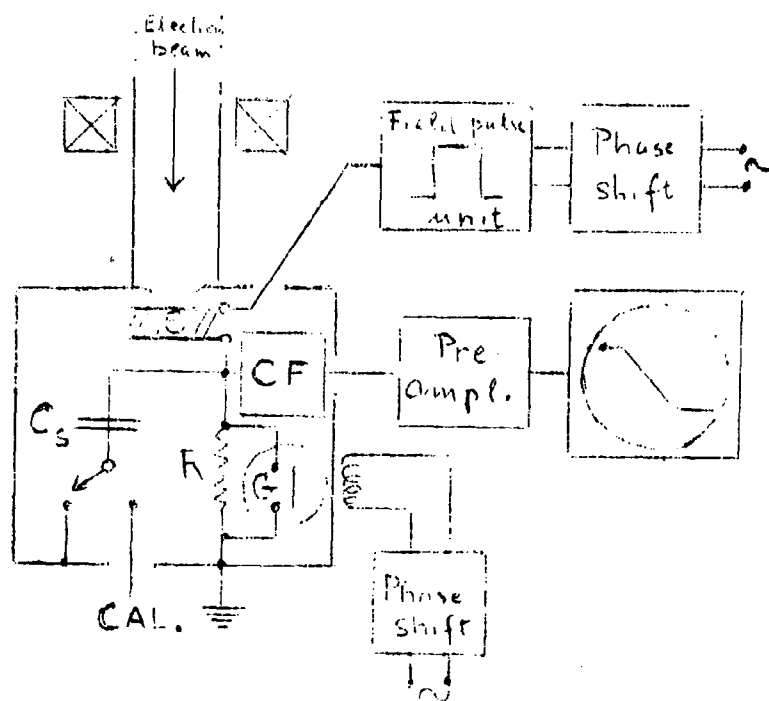 Electron
beam
Field pulse
unit
Phase
shift
~
C
CF
Pre
ampl.
Cs
R
G
CAL.
Phase
shift
~